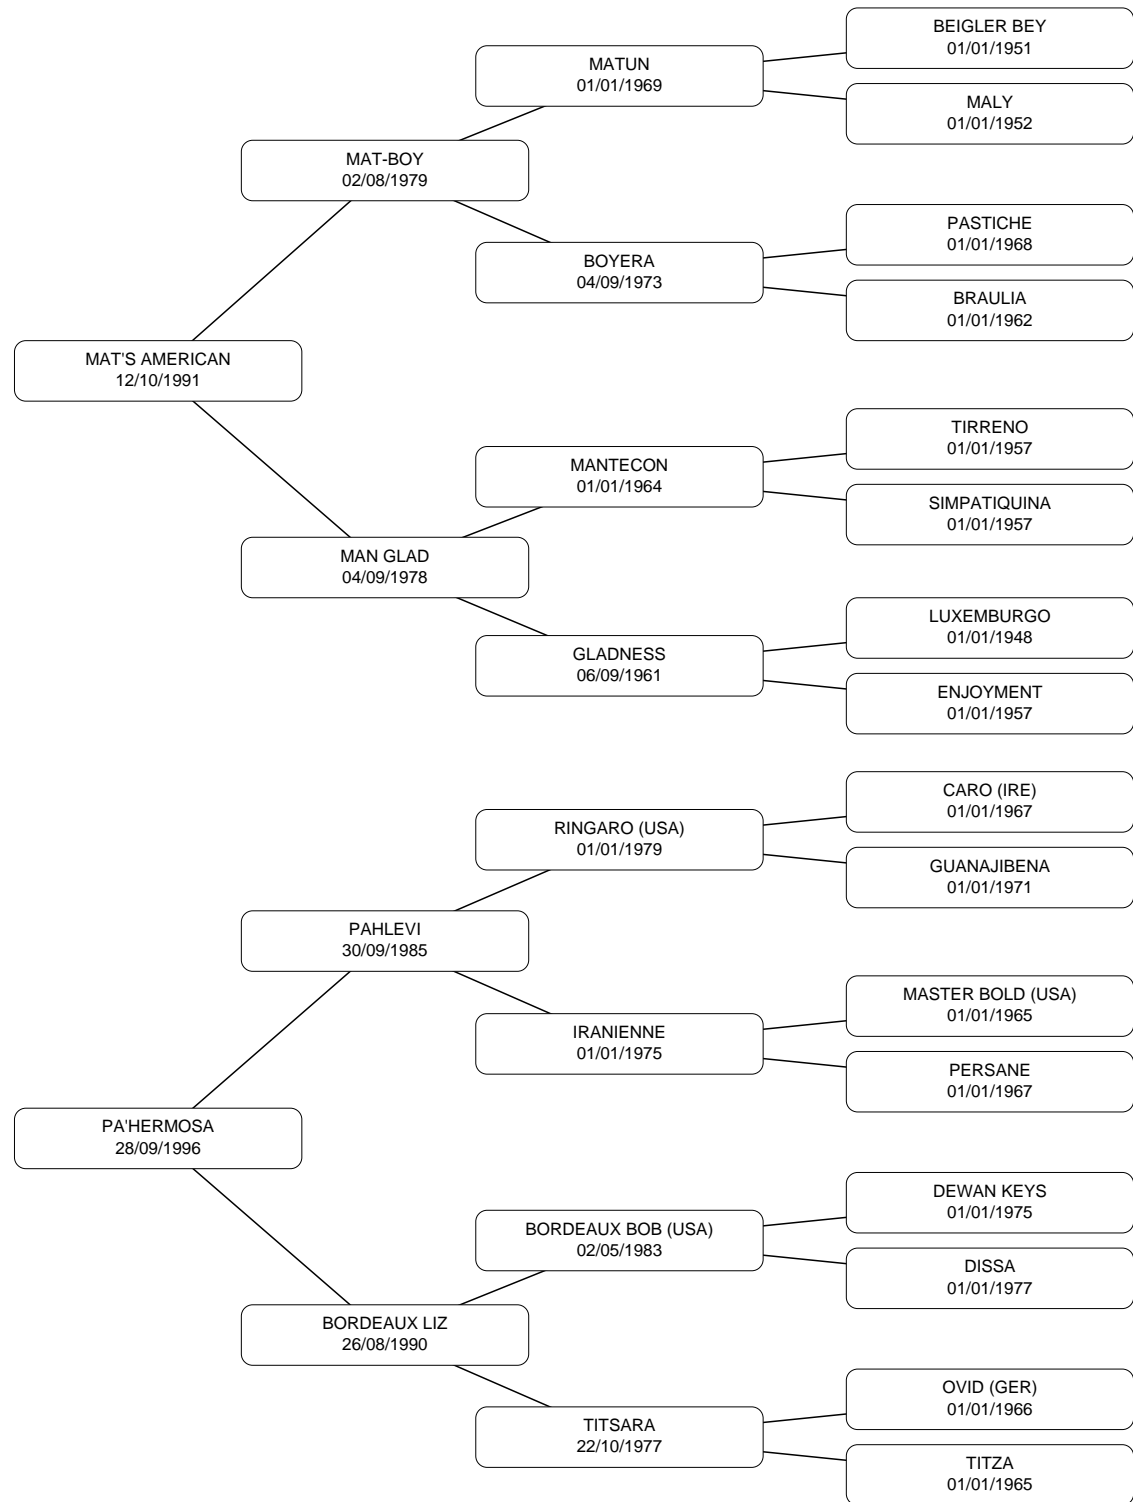 BEIGLER BEY
01/01/1951
MATUN
01/01/1969
MALY
01/01/1952
MAT-BOY
02/08/1979
PASTICHE
01/01/1968
BOYERA
04/09/1973
BRAULIA
01/01/1962
MAT'S AMERICAN
12/10/1991
TIRRENO
01/01/1957
MANTECON
01/01/1964
SIMPATIQUINA
01/01/1957
MAN GLAD
04/09/1978
LUXEMBURGO
01/01/1948
GLADNESS
06/09/1961
ENJOYMENT
01/01/1957
CARO (IRE)
01/01/1967
RINGARO (USA)
01/01/1979
GUANAJIBENA
01/01/1971
PAHLEVI
30/09/1985
MASTER BOLD (USA)
01/01/1965
IRANIENNE
01/01/1975
PERSANE
01/01/1967
PA'HERMOSA
28/09/1996
DEWAN KEYS
01/01/1975
BORDEAUX BOB (USA)
02/05/1983
DISSA
01/01/1977
BORDEAUX LIZ
26/08/1990
OVID (GER)
01/01/1966
TITSARA
22/10/1977
TITZA
01/01/1965